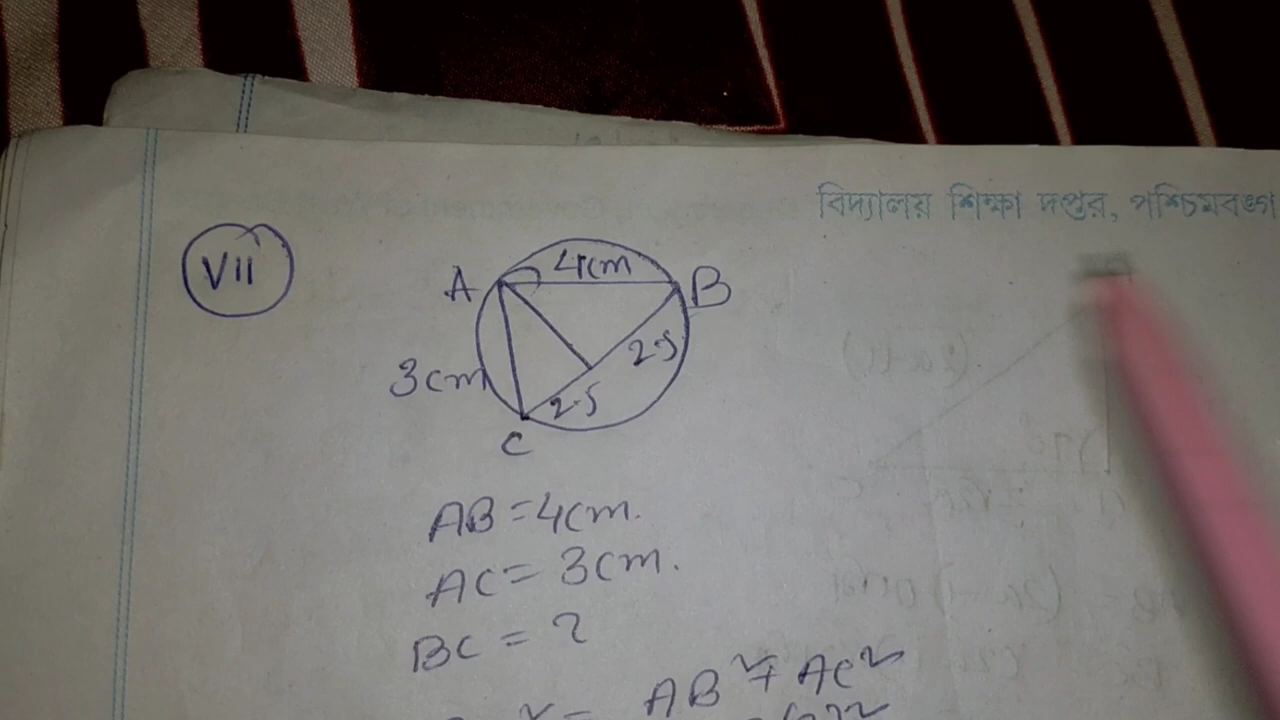 বিদ্যালয় শিক্ষা দপ্তর, পশ্চিমবঙ্গ
vii
A 4cm B
3cm 2.5
2.5
C
AB = 4cm.
AC = 3cm.
BC = ?
= AB² + AC²